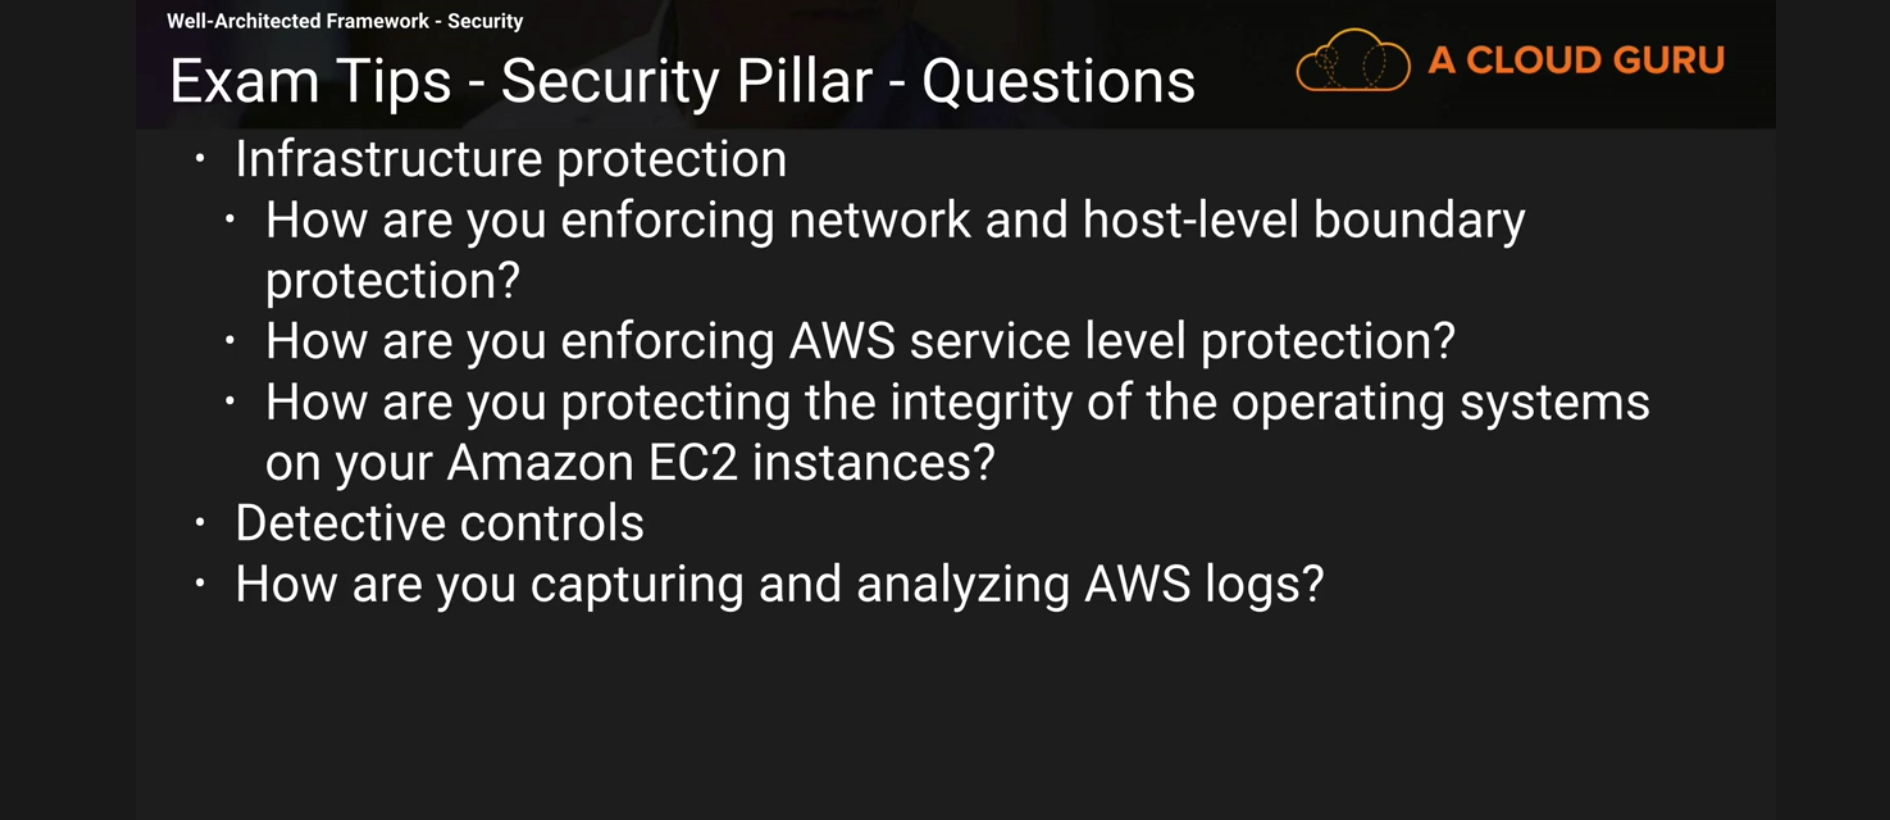 Well-Architected Framework - Security
Exam Tips - Security Pillar - Questions
A CLOUD GURU
• Infrastructure protection
• How are you enforcing network and host-level boundary
protection?
• How are you enforcing AWS service level protection?
• How are you protecting the integrity of the operating systems
on your Amazon EC2 instances?
• Detective controls
• How are you capturing and analyzing AWS logs?